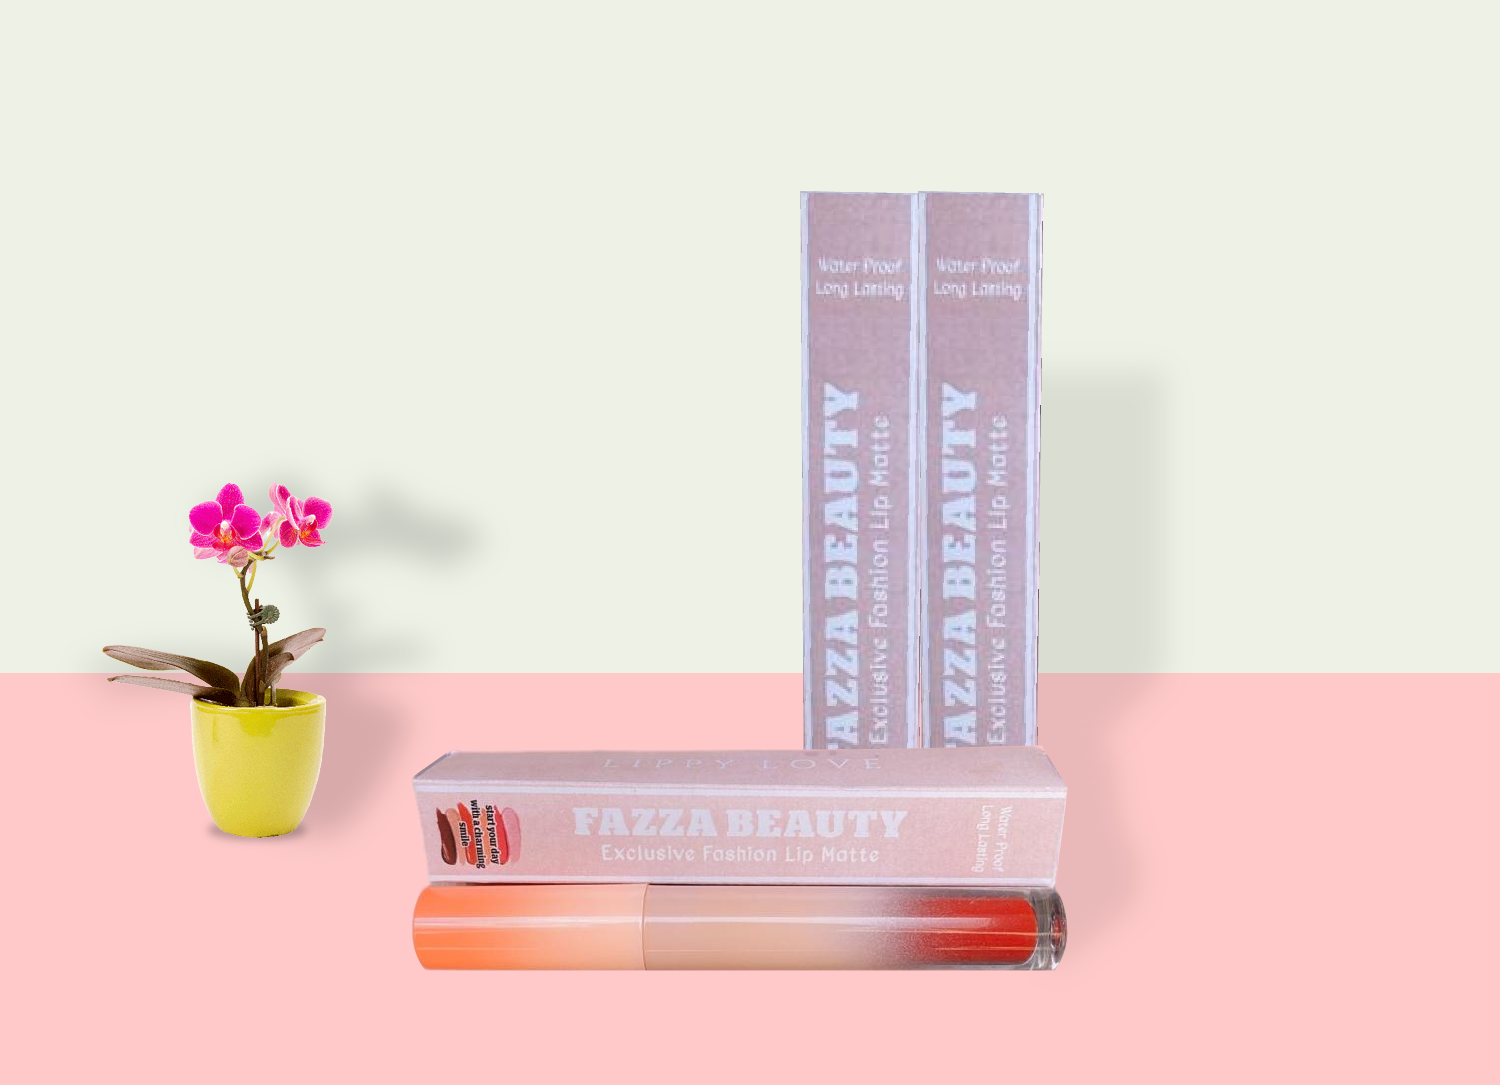 Water Proof
Long Lasting
FAZZA BEAUTY
Exclusive Fashion Lip Matte
Water Proof
Long Lasting
FAZZA BEAUTY
Exclusive Fashion Lip Matte
LIPPY LOVE
start your day
with a charming
smile
FAZZA BEAUTY
Exclusive Fashion Lip Matte
Water Proof
Long Lasting